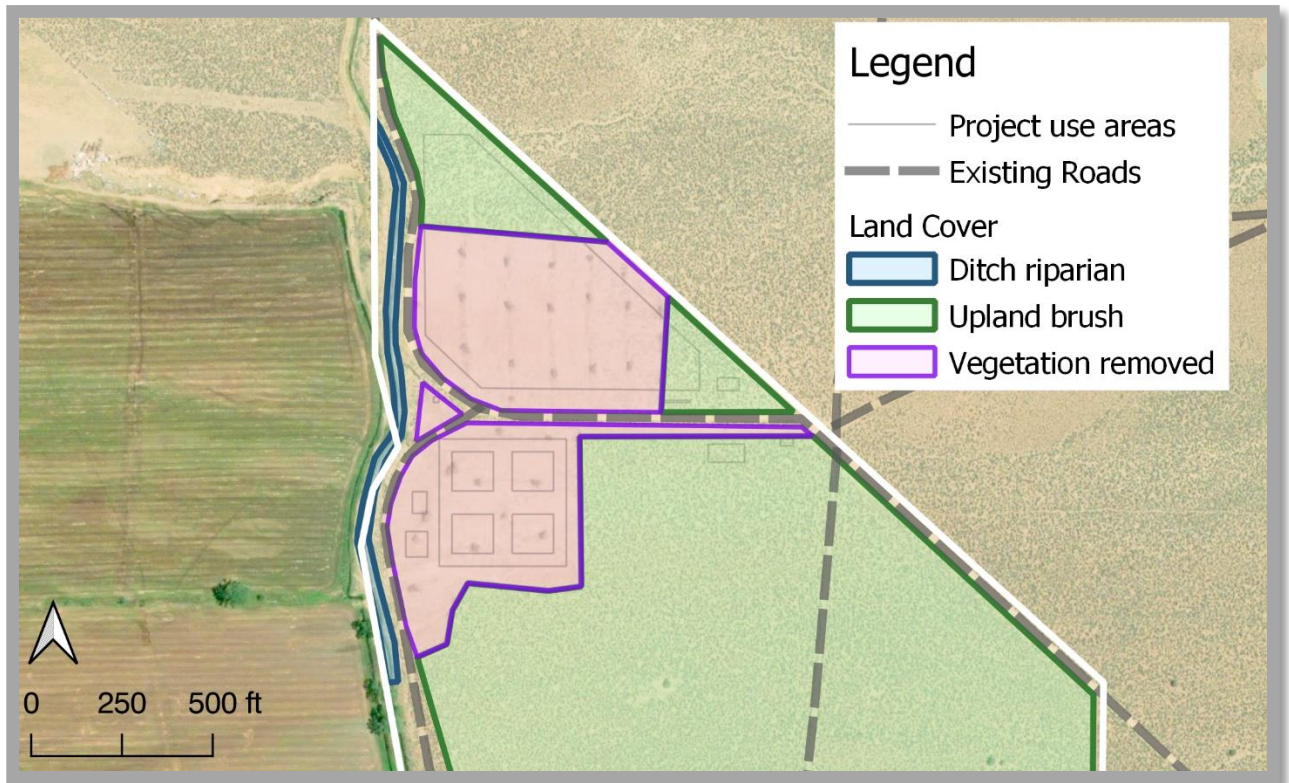 Legend
Project use areas
Existing Roads
Land Cover
Ditch riparian
Upland brush
Vegetation removed
0 250 500 ft